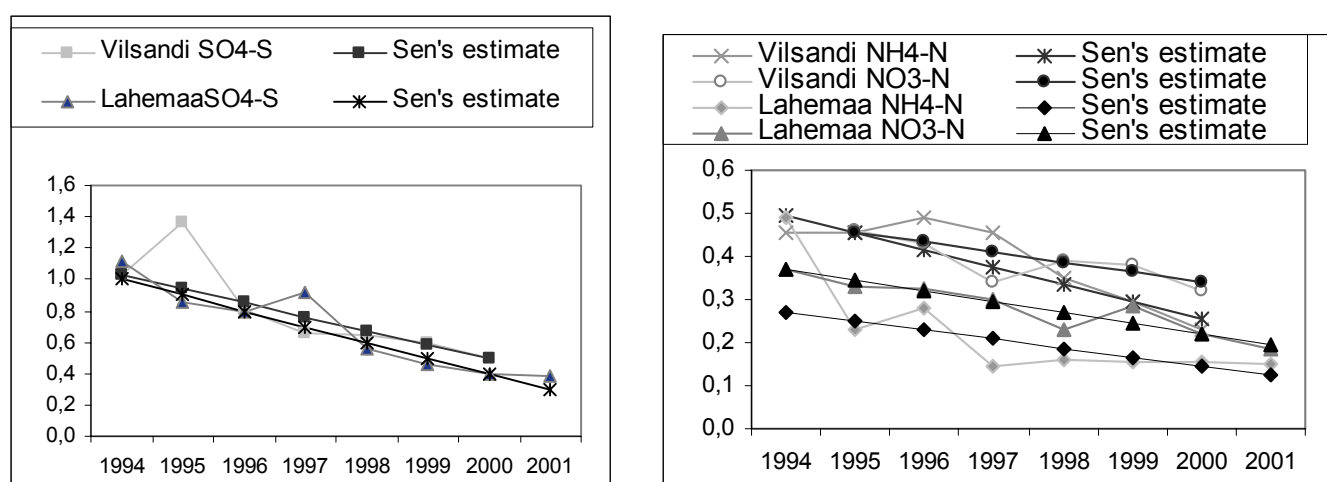 Vilsandi SO4-S Sen's estimate
LahemaaSO4-S Sen's estimate
1,6
1,4
1,2
1,0
0,8
0,6
0,4
0,2
0,0
1994 1995 1996 1997 1998 1999 2000 2001
Vilsandi NH4-N Sen's estimate
Vilsandi NO3-N Sen's estimate
Lahemaa NH4-N Sen's estimate
Lahemaa NO3-N Sen's estimate
0,6
0,5
0,4
0,3
0,2
0,1
0,0
1994 1995 1996 1997 1998 1999 2000 2001